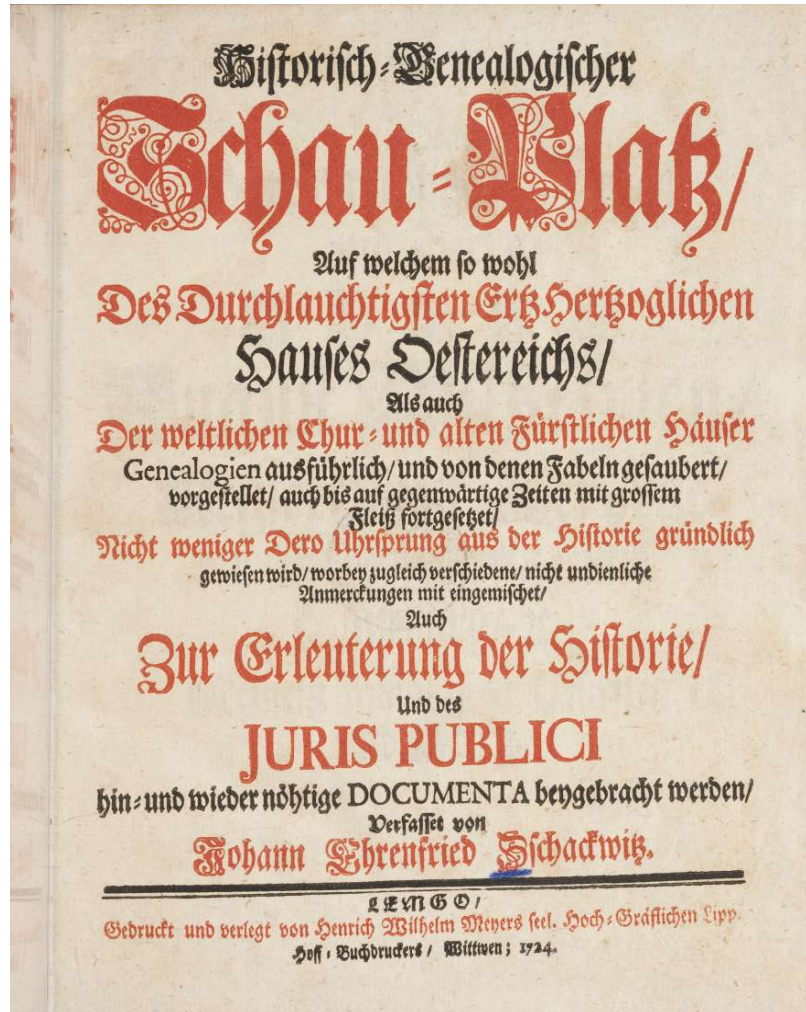 Historisch-Genealogischer
Schau-Platz/
Auf welchem so wohl
Des Durchlauchtigsten ErtzHertzoglichen
Hauses Oestereichs/
Als auch
Der weltlichen Chur- und alten Fürstlichen Häuser
Genealogien ausführlich/ und von denen Fabeln gesaubert/
vorgestellet/ auch bis auf gegenwärtige Zeiten mit grossem
Fleiß fortgesetzet/
Nicht weniger Dero Uhrsprung aus der Historie gründlich
gewiesen wird/ worbey zugleich verschiedene/ nicht undienliche
Anmerckungen mit eingemischet/
Auch
Zur Erleuterung der Historie/
Und des
JURIS PUBLICI
hin- und wieder nöhtige DOCUMENTA beygebracht werden/
Verfasset von
Johann Ehrenfried Zschackwitz.
LEMGO/
Gedruckt und verlegt von Henrich Wilhelm Meyers seel. Hoch-Gräflichen Lipp.
Hoff-Buchdruckers / Wittwen; 1724.